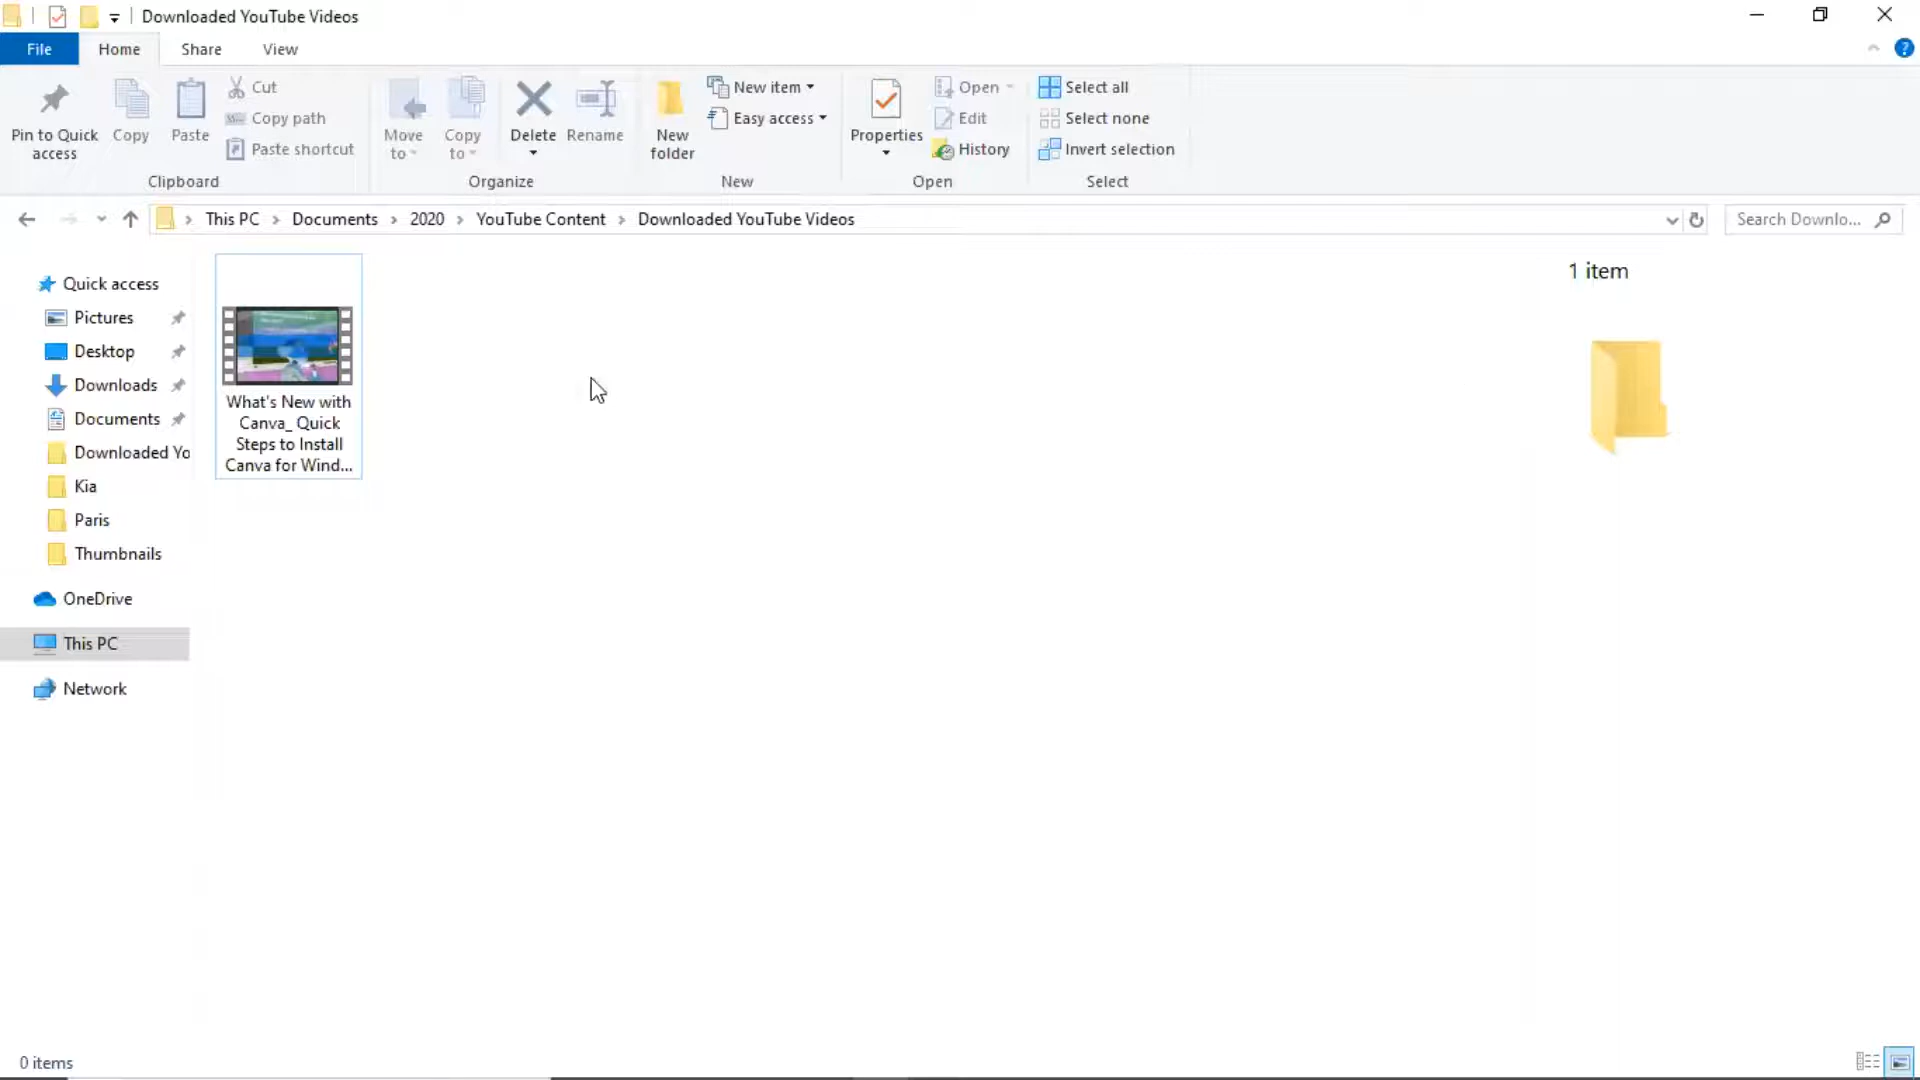 Downloaded YouTube Videos
File Home Share View
Pin to Quick access
Copy
Paste
Cut
Copy path
Paste shortcut
Clipboard
Move to
Copy to
Delete
Rename
Organize
New folder
New item
Easy access
New
Properties
Open
Edit
History
Open
Select all
Select none
Invert selection
Select
This PC Documents 2020 YouTube Content Downloaded YouTube Videos
Search Downlo...
Quick access
Pictures
Desktop
Downloads
Documents
Downloaded Yo
Kia
Paris
Thumbnails
OneDrive
This PC
Network
What's New with
Canva_ Quick
Steps to Install
Canva for Wind...
1 item
0 items